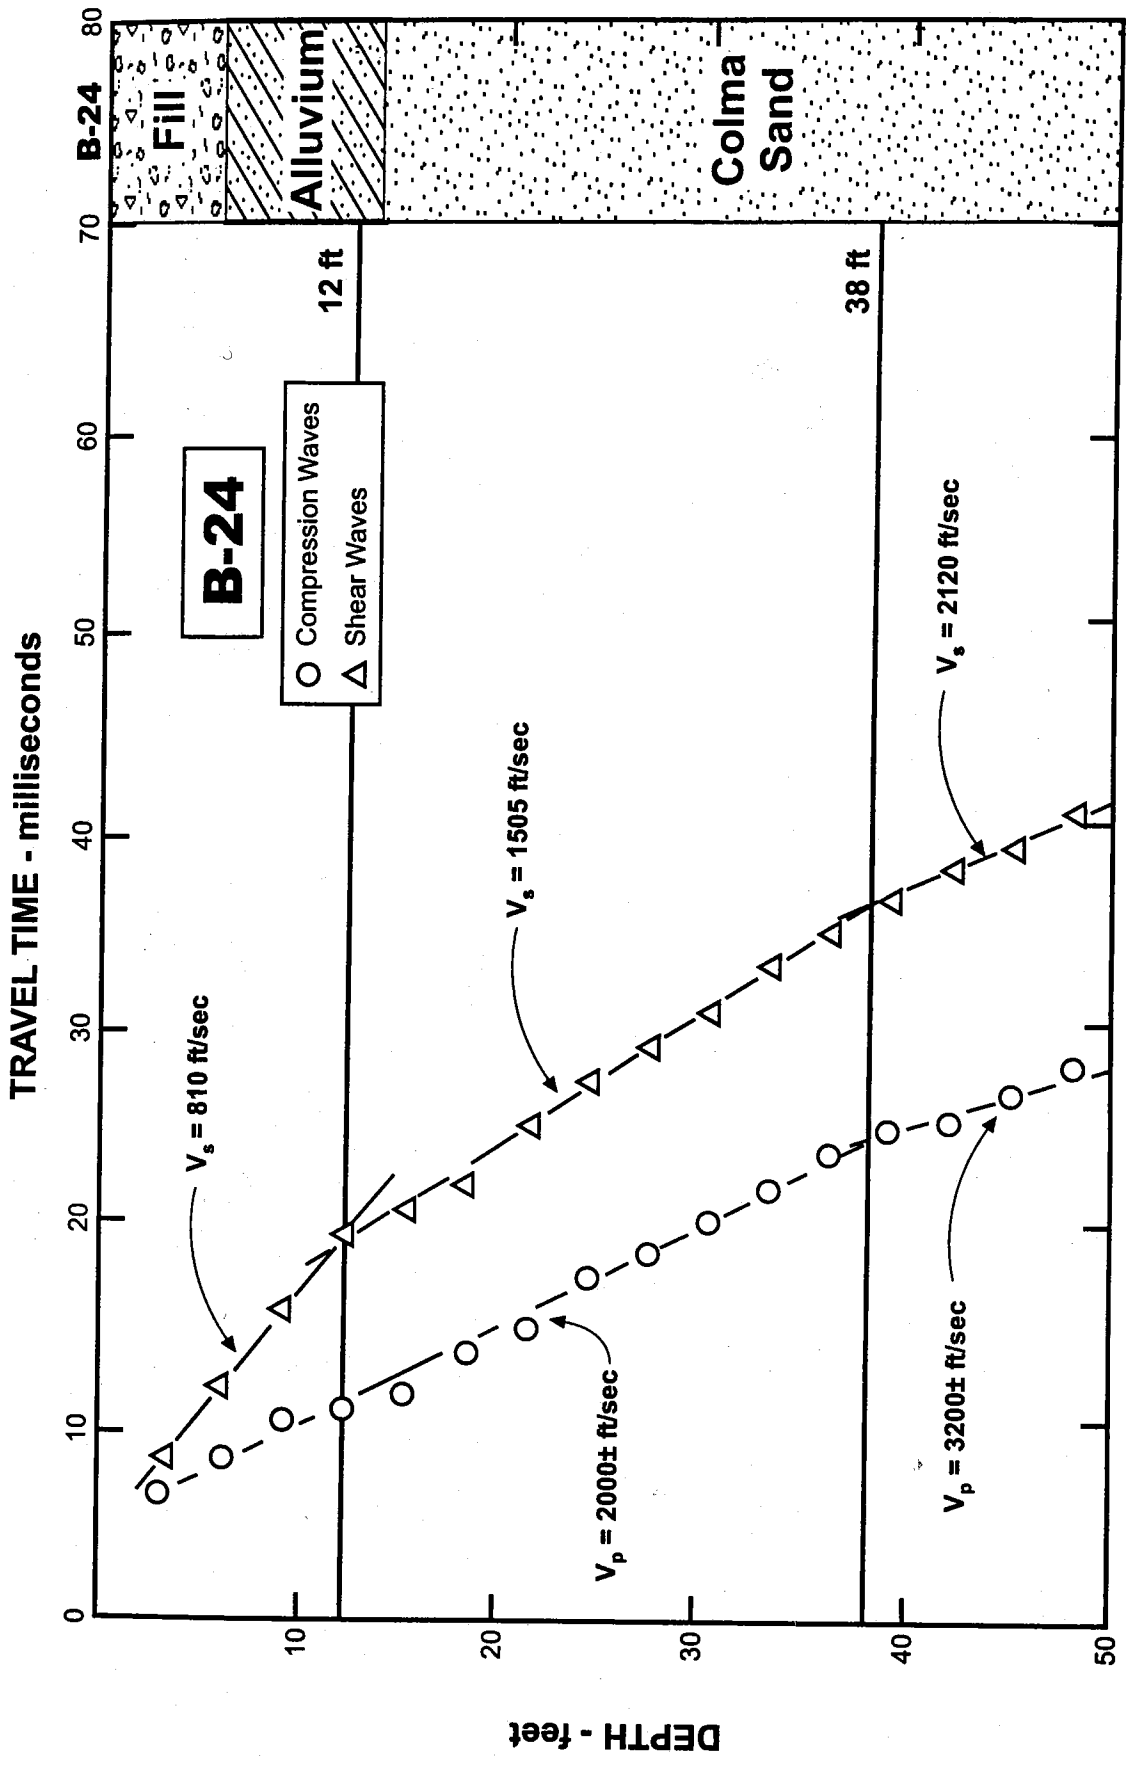 TRAVEL TIME - milliseconds
0
10
20
30
40
50
60
70
80
B-24
DEPTH - feet
10
20
30
40
50
B-24
Compression Waves
Shear Waves
Fill
Alluvium
Colma
Sand
12 ft
38 ft
Vs = 810 ft/sec
Vs = 1505 ft/sec
Vs = 2120 ft/sec
Vp = 2000± ft/sec
Vp = 3200± ft/sec